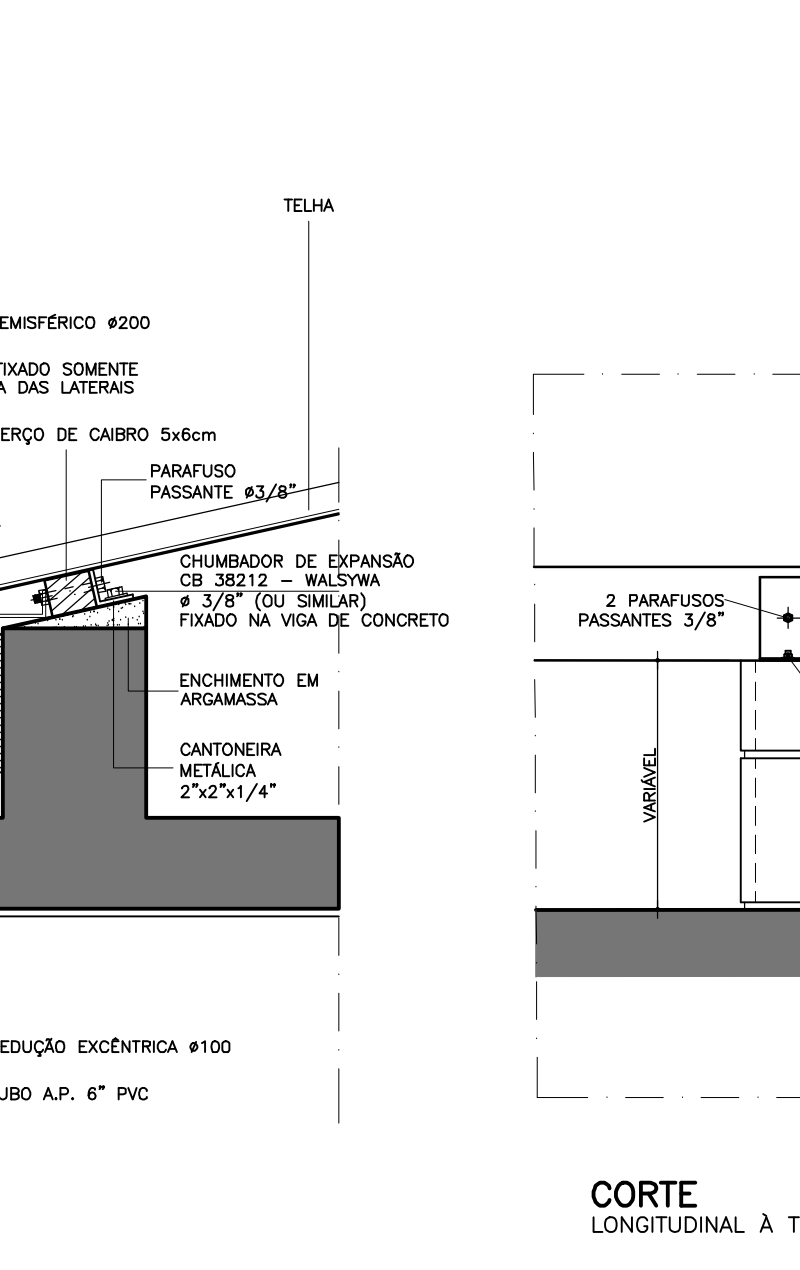 TELHA
EMISFÉRICO ø200
FIXADO SOMENTE
A DAS LATERAIS
ERÇO DE CAIBRO 5x6cm
PARAFUSO
PASSANTE ø3/8"
CHUMBADOR DE EXPANSÃO
CB 38212 – WALSYWA
ø 3/8" (OU SIMILAR)
FIXADO NA VIGA DE CONCRETO
ENCHIMENTO EM
ARGAMASSA
CANTONEIRA
METÁLICA
2"x2"x1/4"
EDUÇÃO EXCÊNTRICA ø100
UBO A.P. 6" PVC
2 PARAFUSOS
PASSANTES 3/8"
VARIÁVEL
CORTE
LONGITUDINAL À T